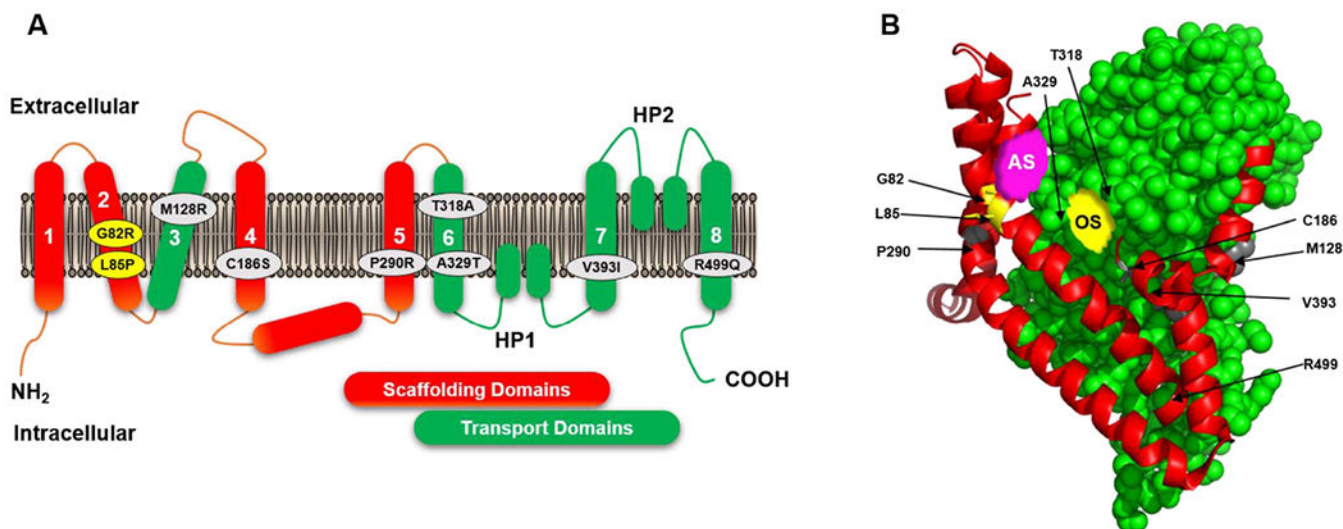 A
Extracellular
HP2
1
2
G82R
L85P
M128R
3
4
C186S
5
P290R
T318A
6
A329T
7
V393I
8
R499Q
HP1
NH2
COOH
Scaffolding Domains
Intracellular
Transport Domains
B
T318
A329
AS
G82
L85
OS
P290
C186
M128
V393
R499